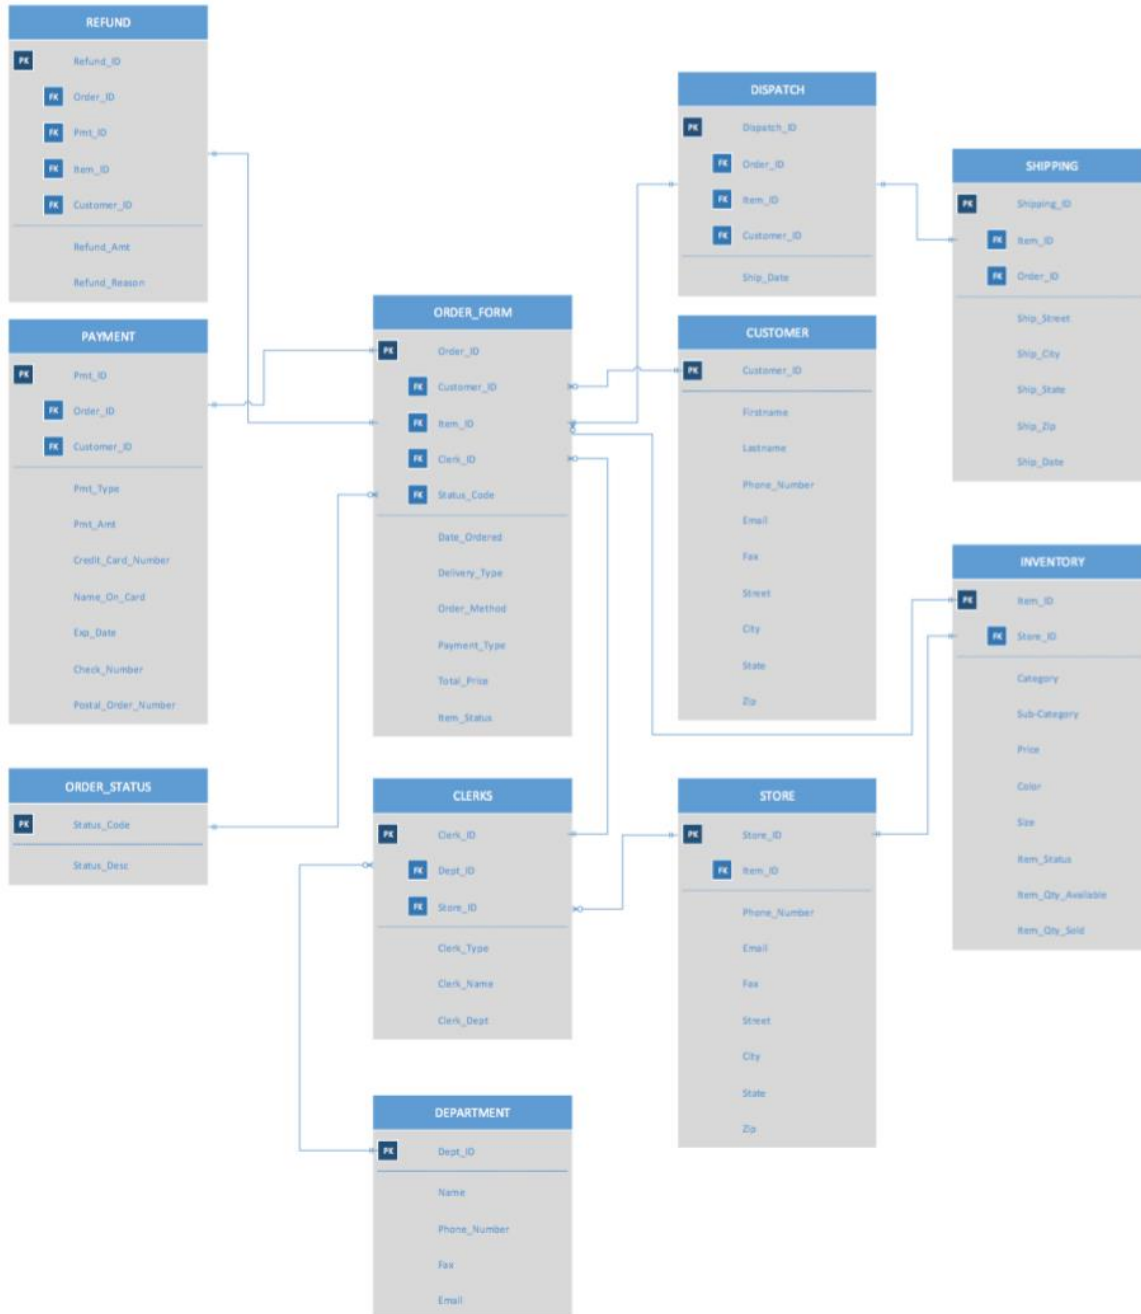 REFUND
PK Refund_ID
FK Order_ID
FK Pmt_ID
FK Item_ID
FK Customer_ID
Refund_Amt
Refund_Reason
PAYMENT
PK Pmt_ID
FK Order_ID
FK Customer_ID
Pmt_Type
Pmt_Amt
Credit_Card_Number
Name_On_Card
Exp_Date
Check_Number
Postal_Order_Number
ORDER_STATUS
PK Status_Code
Status_Desc
ORDER_FORM
PK Order_ID
FK Customer_ID
FK Item_ID
FK Clerk_ID
FK Status_Code
Date_Ordered
Delivery_Type
Order_Method
Payment_Type
Total_Price
Item_Status
CLERKS
PK Clerk_ID
FK Dept_ID
FK Store_ID
Clerk_Type
Clerk_Name
Clerk_Dept
DEPARTMENT
PK Dept_ID
Name
Phone_Number
Fax
Email
DISPATCH
PK Dispatch_ID
FK Order_ID
FK Item_ID
FK Customer_ID
Ship_Date
CUSTOMER
PK Customer_ID
Firstname
Lastname
Phone_Number
Email
Fax
Street
City
State
Zip
STORE
PK Store_ID
FK Item_ID
Phone_Number
Email
Fax
Street
City
State
Zip
SHIPPING
PK Shipping_ID
FK Item_ID
FK Order_ID
Ship_Street
Ship_City
Ship_State
Ship_Zip
Ship_Date
INVENTORY
PK Item_ID
FK Store_ID
Category
Sub-Category
Price
Color
Size
Item_Status
Item_Qty_Available
Item_Qty_Sold